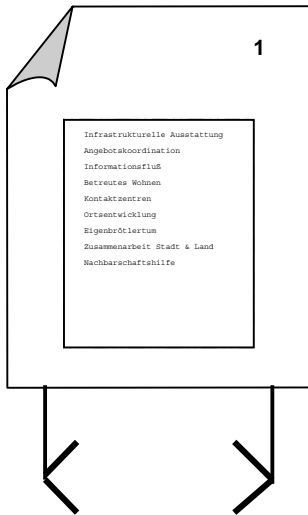 1
Infrastrukturelle Ausstattung
Angebotskoordination
Informationsfluß
Betreutes Wohnen
Kontaktzentren
Ortsentwicklung
Eigenbrötlertum
Zusammenarbeit Stadt & Land
Nachbarschaftshilfe